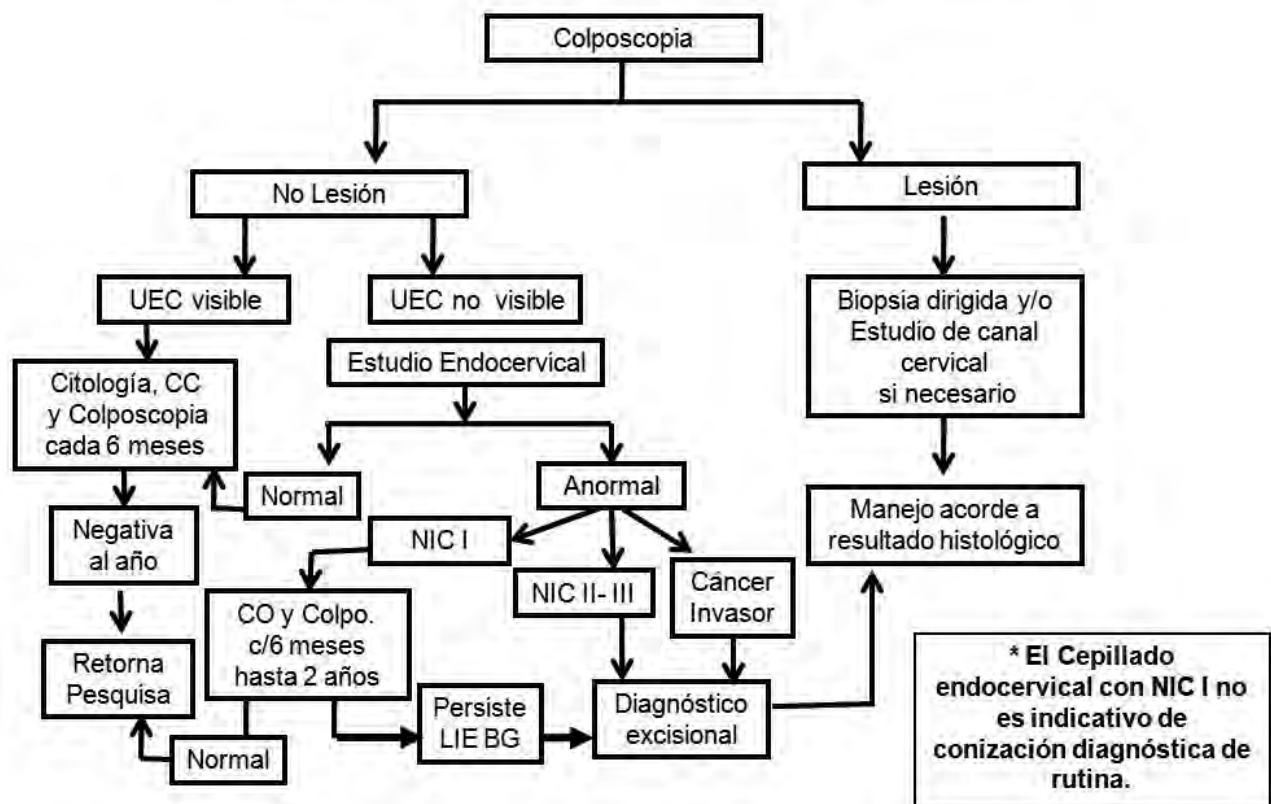 Colposcopia
No Lesión
Lesión
UEC visible
UEC no visible
Biopsia dirigida y/o
Estudio de canal
cervical
si necesario
Estudio Endocervical
Citología, CC
y Colposcopia
cada 6 meses
Normal
Anormal
Manejo acorde a
resultado histológico
Negativa
al año
NIC I
NIC II- III
Cáncer
Invasor
CO y Colpo.
c/6 meses
hasta 2 años
Retorna
Pesquisa
Persiste
LIE BG
Diagnóstico
excisional
Normal
* El Cepillado
endocervical con NIC I no
es indicativo de
conización diagnóstica de
rutina.